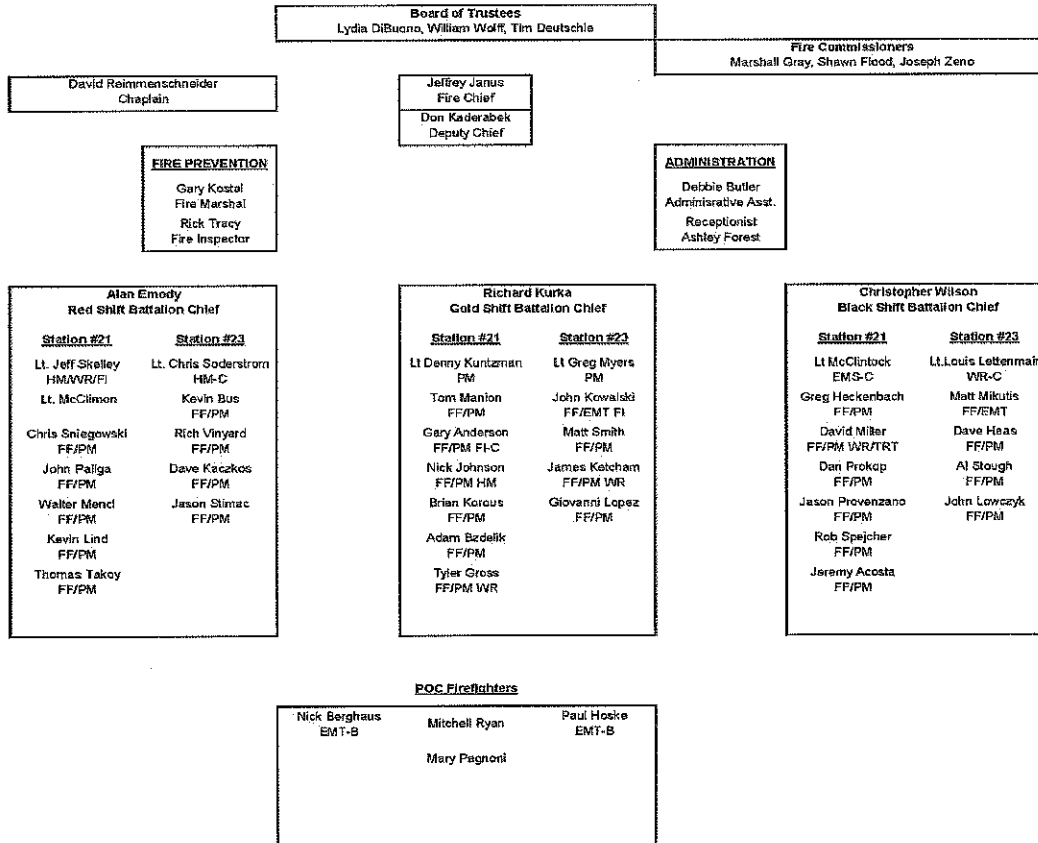 Board of Trustees
Lydia DiBuono, William Wolff, Tim Deutschle
Fire Commissioners
Marshall Gray, Shawn Flood, Joseph Zeno
David Reimmenschneider
Chaplain
Jeffrey Janus
Fire Chief
Don Kaderabek
Deputy Chief
FIRE PREVENTION
Gary Kostal
Fire Marshal
Rick Tracy
Fire Inspector
ADMINISTRATION
Debbie Butler
Adminisrative Asst.
Receptionist
Ashley Forest
Alan Emody
Red Shift Battalion Chief
Station #21
Lt. Jeff Skelley
HM/WR/FI
Lt. McClimon
Chris Sniegowski
FF/PM
John Paliga
FF/PM
Walter Mencl
FF/PM
Kevin Lind
FF/PM
Thomas Takoy
FF/PM
Station #23
Lt. Chris Soderstrom
HM-C
Kevin Bus
FF/PM
Rich Vinyard
FF/PM
Dave Kaczkos
FF/PM
Jason Stimac
FF/PM
Richard Kurka
Gold Shift Battalion Chief
Station #21
Lt Denny Kuntzman
PM
Tom Manion
FF/PM
Gary Anderson
FF/PM FI-C
Nick Johnson
FF/PM HM
Brian Korous
FF/PM
Adam Bzdelik
FF/PM
Tyler Gross
FF/PM WR
Station #23
Lt Greg Myers
PM
John Kowalski
FF/EMT FI
Matt Smith
FF/PM
James Ketcham
FF/PM WR
Giovanni Lopez
FF/PM
Christopher Wilson
Black Shift Battalion Chief
Station #21
Lt McClintock
EMS-C
Greg Heckenbach
FF/PM
David Miller
FF/PM WR/TRT
Dan Prokop
FF/PM
Jason Provenzano
FF/PM
Rob Spejcher
FF/PM
Jeremy Acosta
FF/PM
Station #23
Lt.Louis Lettenmair
WR-C
Matt Mikutis
FF/EMT
Dave Haas
FF/PM
Al Stough
FF/PM
John Lowczyk
FF/PM
POC Firefighters
Nick Berghaus
EMT-B
Mitchell Ryan
Paul Hoske
EMT-B
Mary Pagnoni